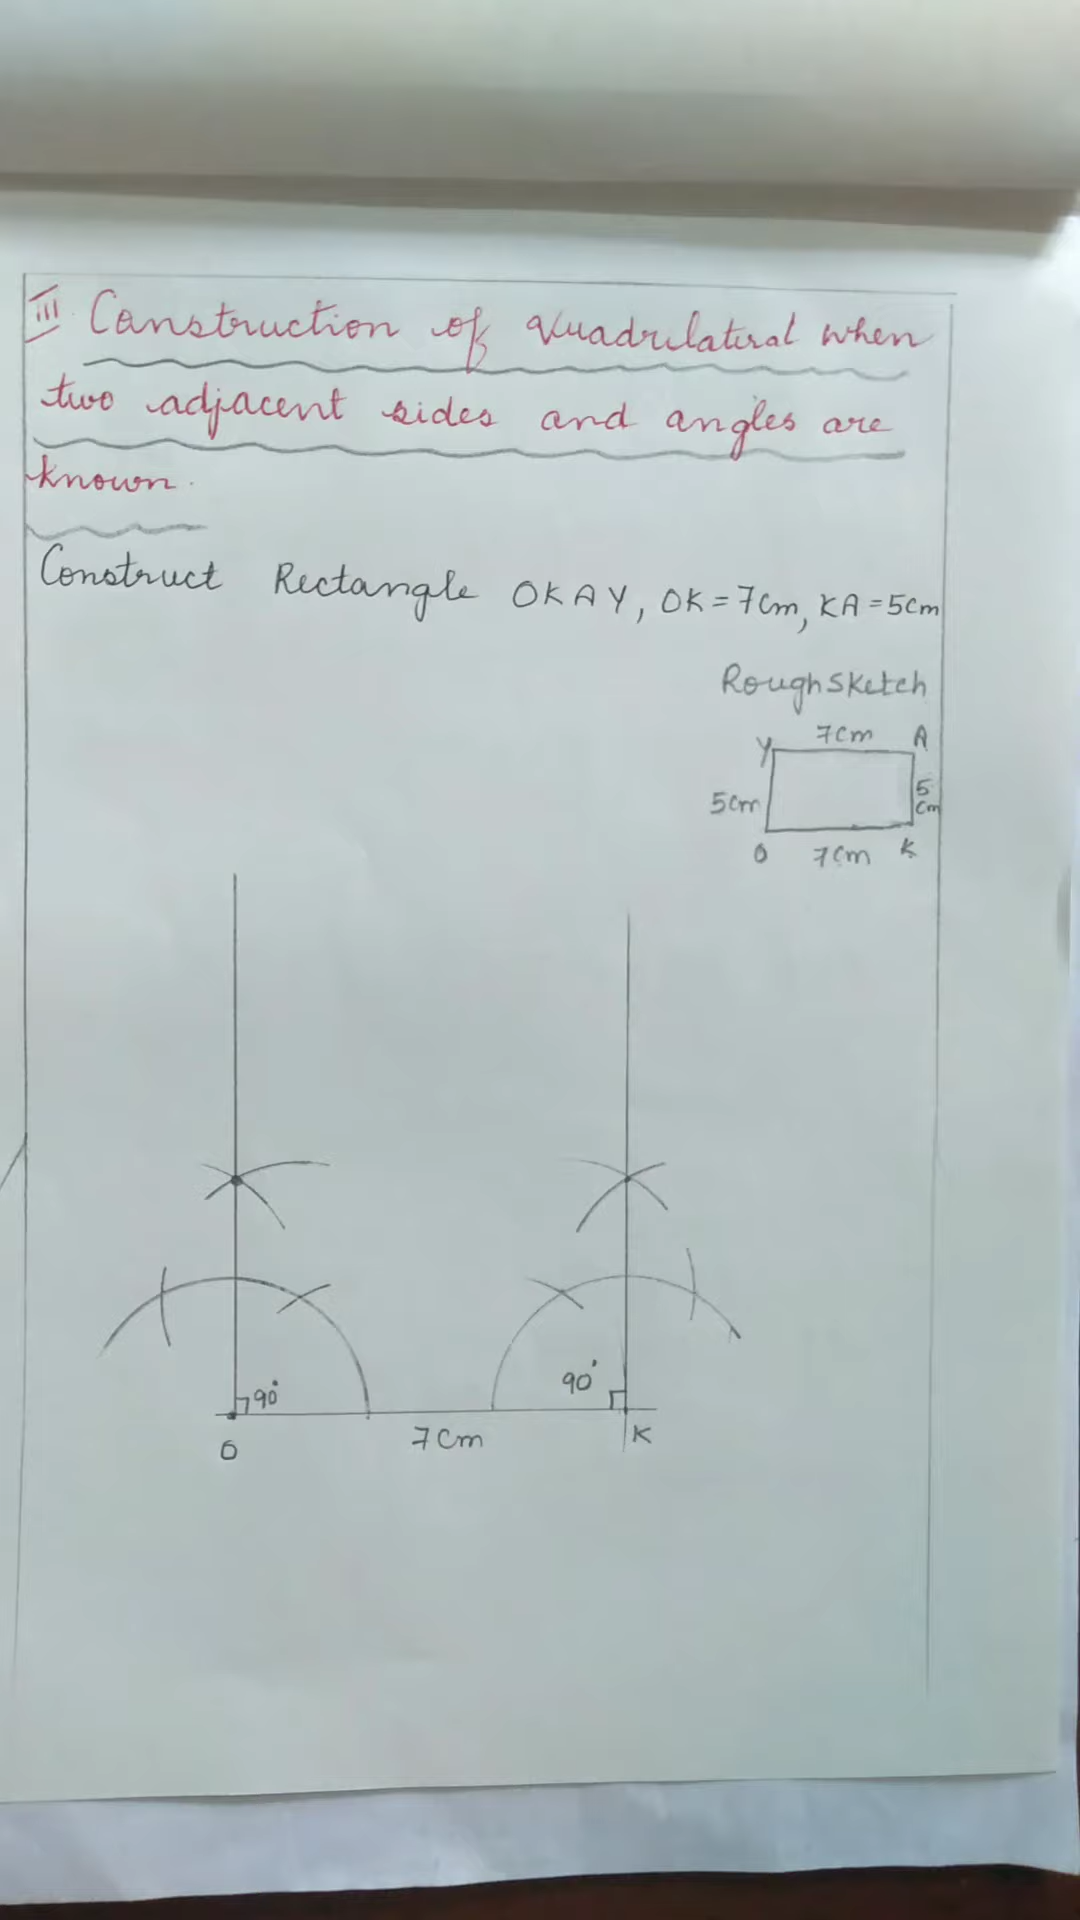 III. Construction of Quadrilateral when
two adjacent sides and angles are
known.
Construct Rectangle OKAY, OK=7cm, KA=5cm
Rough Sketch
Y 7cm A
5cm 5 cm
O 7cm K
90° 90°
O 7cm K